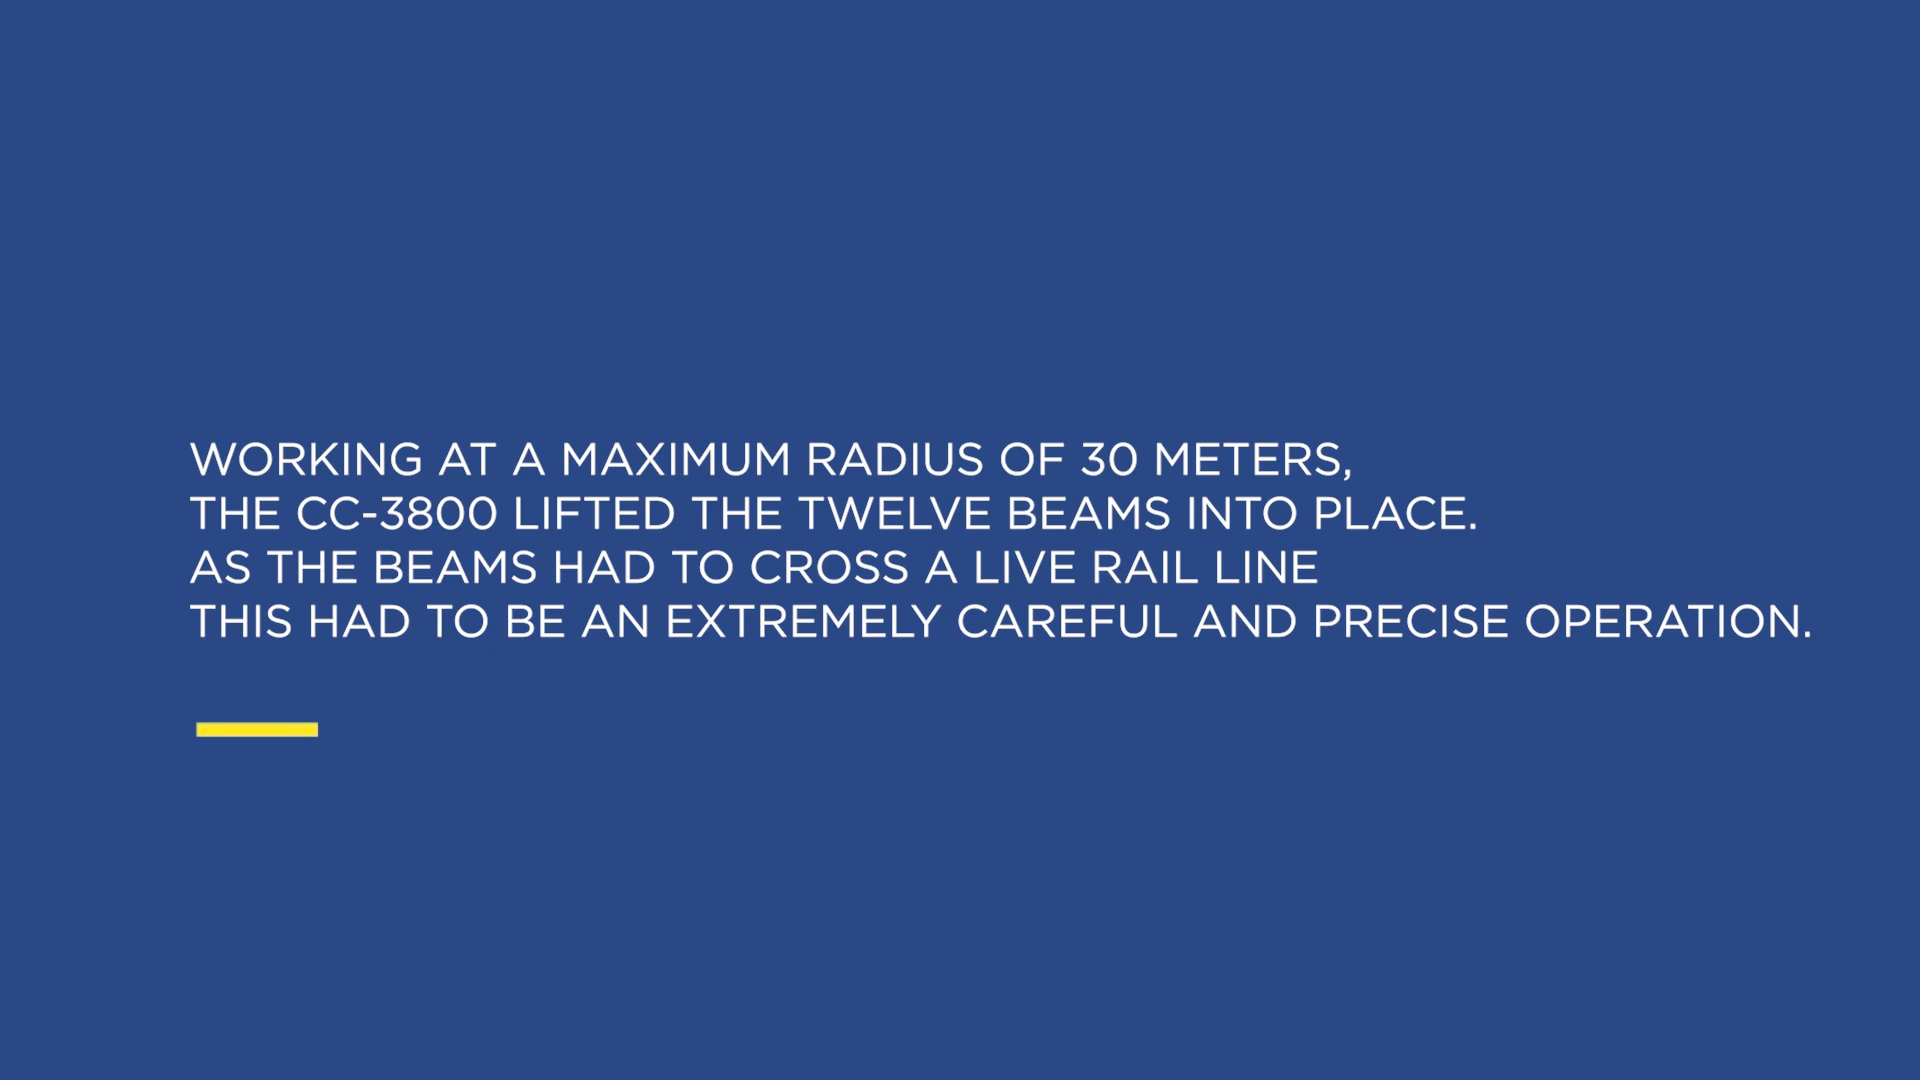 WORKING AT A MAXIMUM RADIUS OF 30 METERS,
THE CC-3800 LIFTED THE TWELVE BEAMS INTO PLACE.
AS THE BEAMS HAD TO CROSS A LIVE RAIL LINE
THIS HAD TO BE AN EXTREMELY CAREFUL AND PRECISE OPERATION.